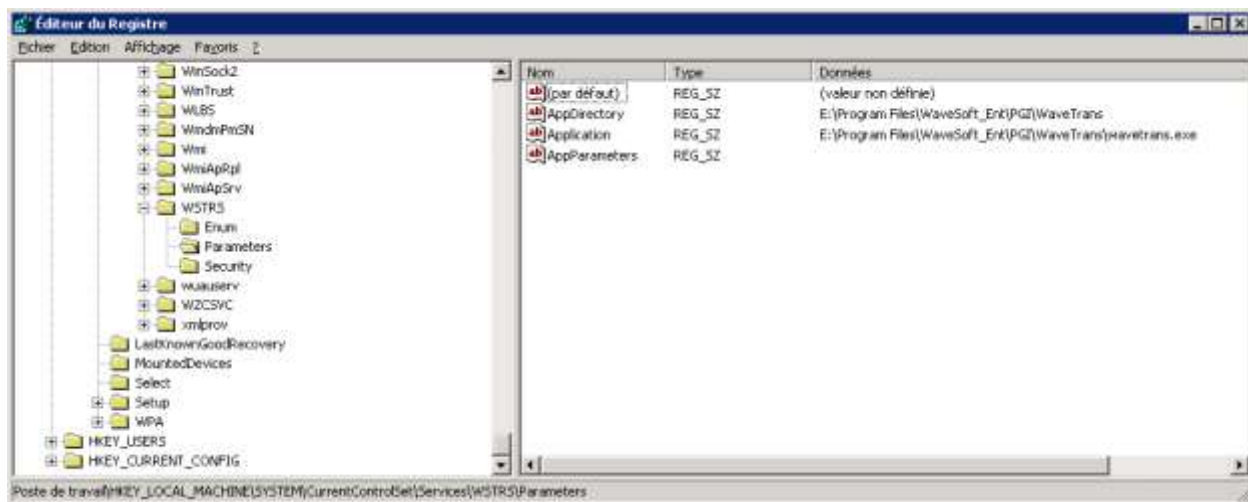 Éditeur du Registre
Fichier Edition Affichage Favoris ?
WinSock2
WinTrust
WLBS
WmdmPmSN
Wmi
WmiApRpl
WmiApSrv
WSTRS
Enum
Parameters
Security
wuauserv
WZCSVC
xmlprov
LastKnownGoodRecovery
MountedDevices
Select
Setup
WPA
HKEY_USERS
HKEY_CURRENT_CONFIG
Nom Type Données
(par défaut) REG_SZ (valeur non définie)
AppDirectory REG_SZ E:\Program Files\WaveSoft_Ent\PGI\WaveTrans
Application REG_SZ E:\Program Files\WaveSoft_Ent\PGI\WaveTrans\wavetrans.exe
AppParameters REG_SZ
Poste de travail\HKEY_LOCAL_MACHINE\SYSTEM\CurrentControlSet\Services\WSTRS\Parameters